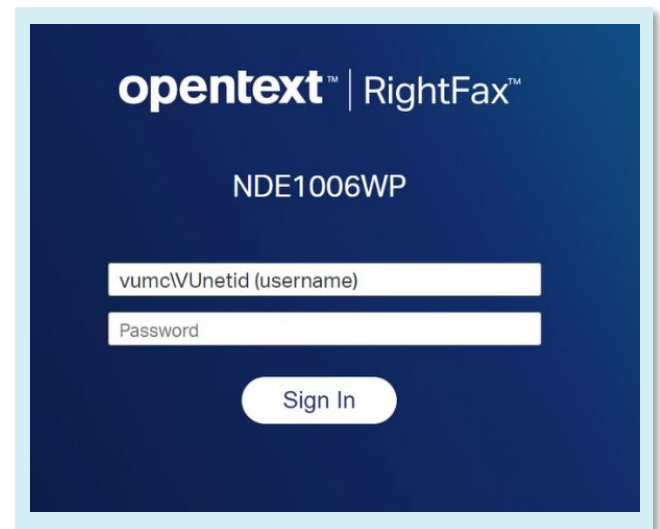 opentext™ | RightFax™
NDE1006WP
vumc\VUnetid (username)
Password
Sign In